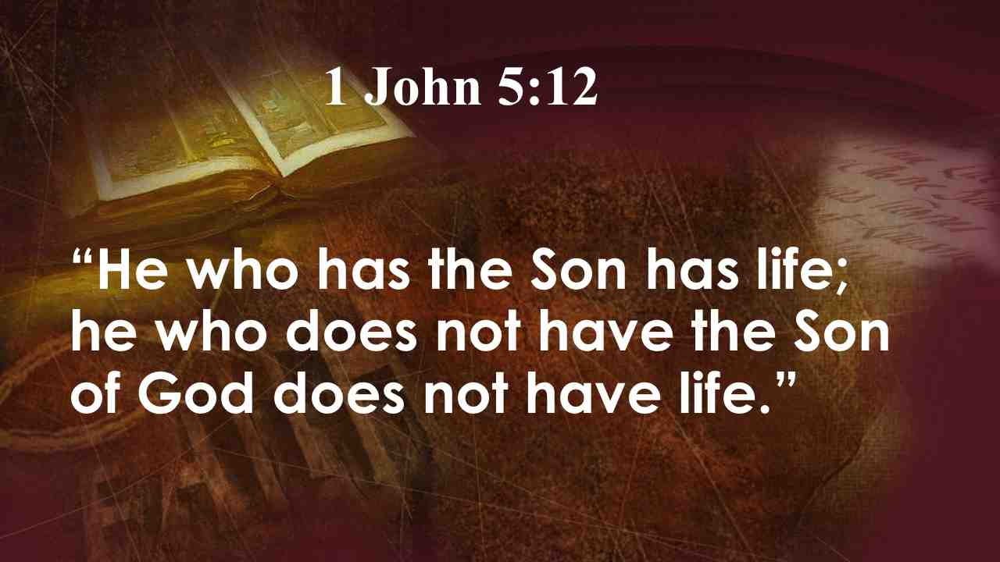 1 John 5:12
“He who has the Son has life;
he who does not have the Son
of God does not have life.”